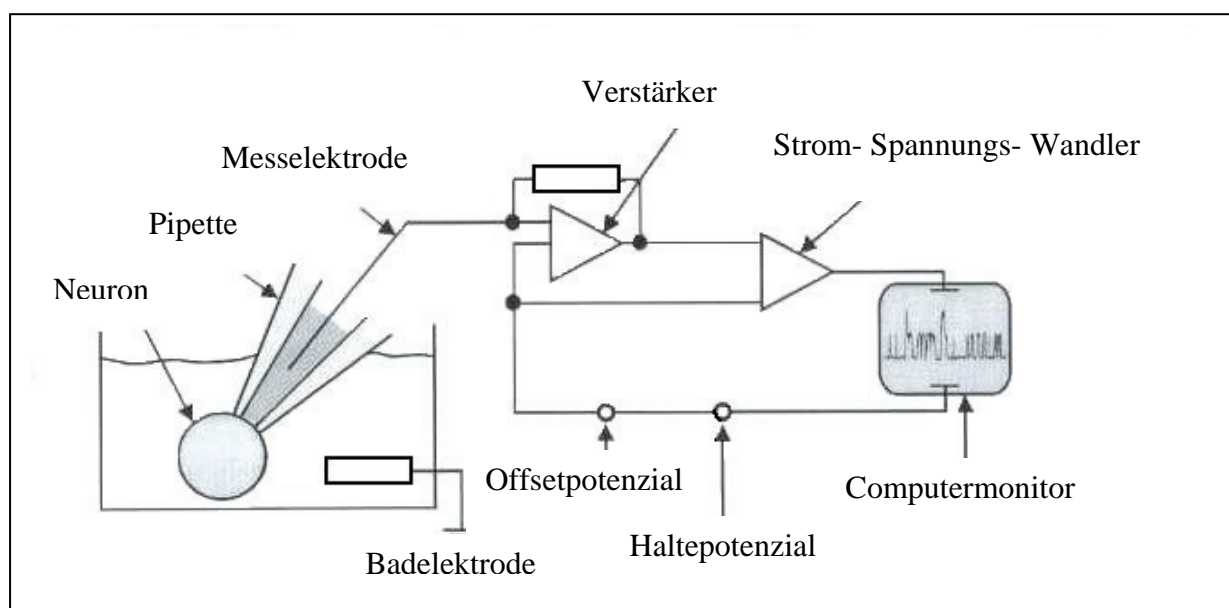 Verstärker
Strom- Spannungs- Wandler
Messelektrode
Pipette
Neuron
Offsetpotenzial
Computermonitor
Haltepotenzial
Badelektrode